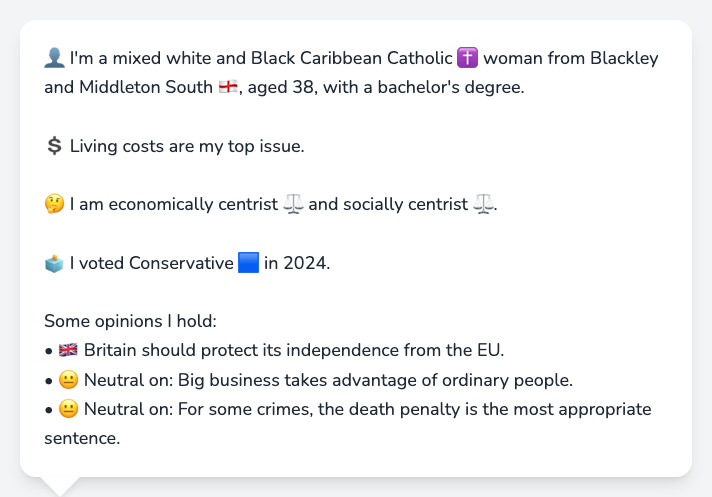 👤 I'm a mixed white and Black Caribbean Catholic ✝️ woman from Blackley
and Middleton South 🏴󠁧󠁢󠁥󠁮󠁧󠁿, aged 38, with a bachelor's degree.
💲 Living costs are my top issue.
🤔 I am economically centrist ⚖️ and socially centrist ⚖️.
🗳️ I voted Conservative 🟦 in 2024.
Some opinions I hold:
• 🇬🇧 Britain should protect its independence from the EU.
• 😐 Neutral on: Big business takes advantage of ordinary people.
• 😐 Neutral on: For some crimes, the death penalty is the most appropriate
sentence.